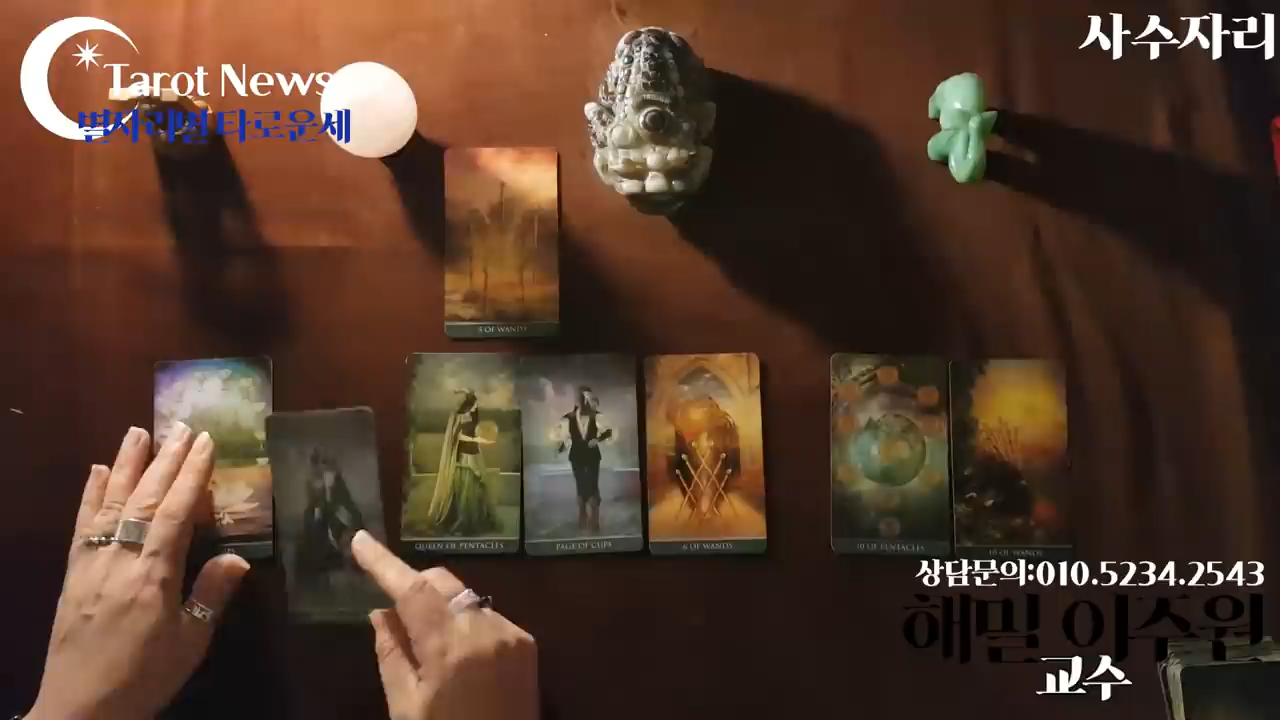 사수자리
Tarot News
별자리별 타로운세
5 OF WANDS
QUEEN OF PENTACLES
PAGE OF CUPS
6 OF WANDS
10 OF PENTACLES
10 OF WANDS
상담문의:010.5234.2543
해밀 이주원
교수